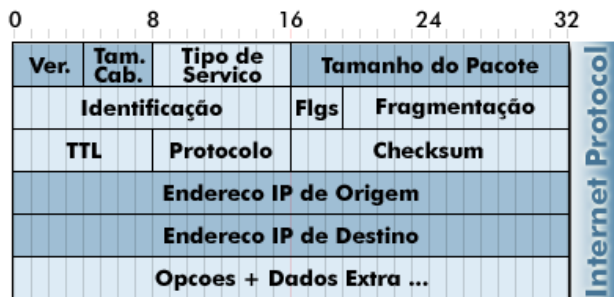 0 8 16 24 32
Ver. Tam. Cab. Tipo de Servico Tamanho do Pacote
Identificação Flgs Fragmentação
TTL Protocolo Checksum
Endereco IP de Origem
Endereco IP de Destino
Opcoes + Dados Extra ...
Internet Protocol